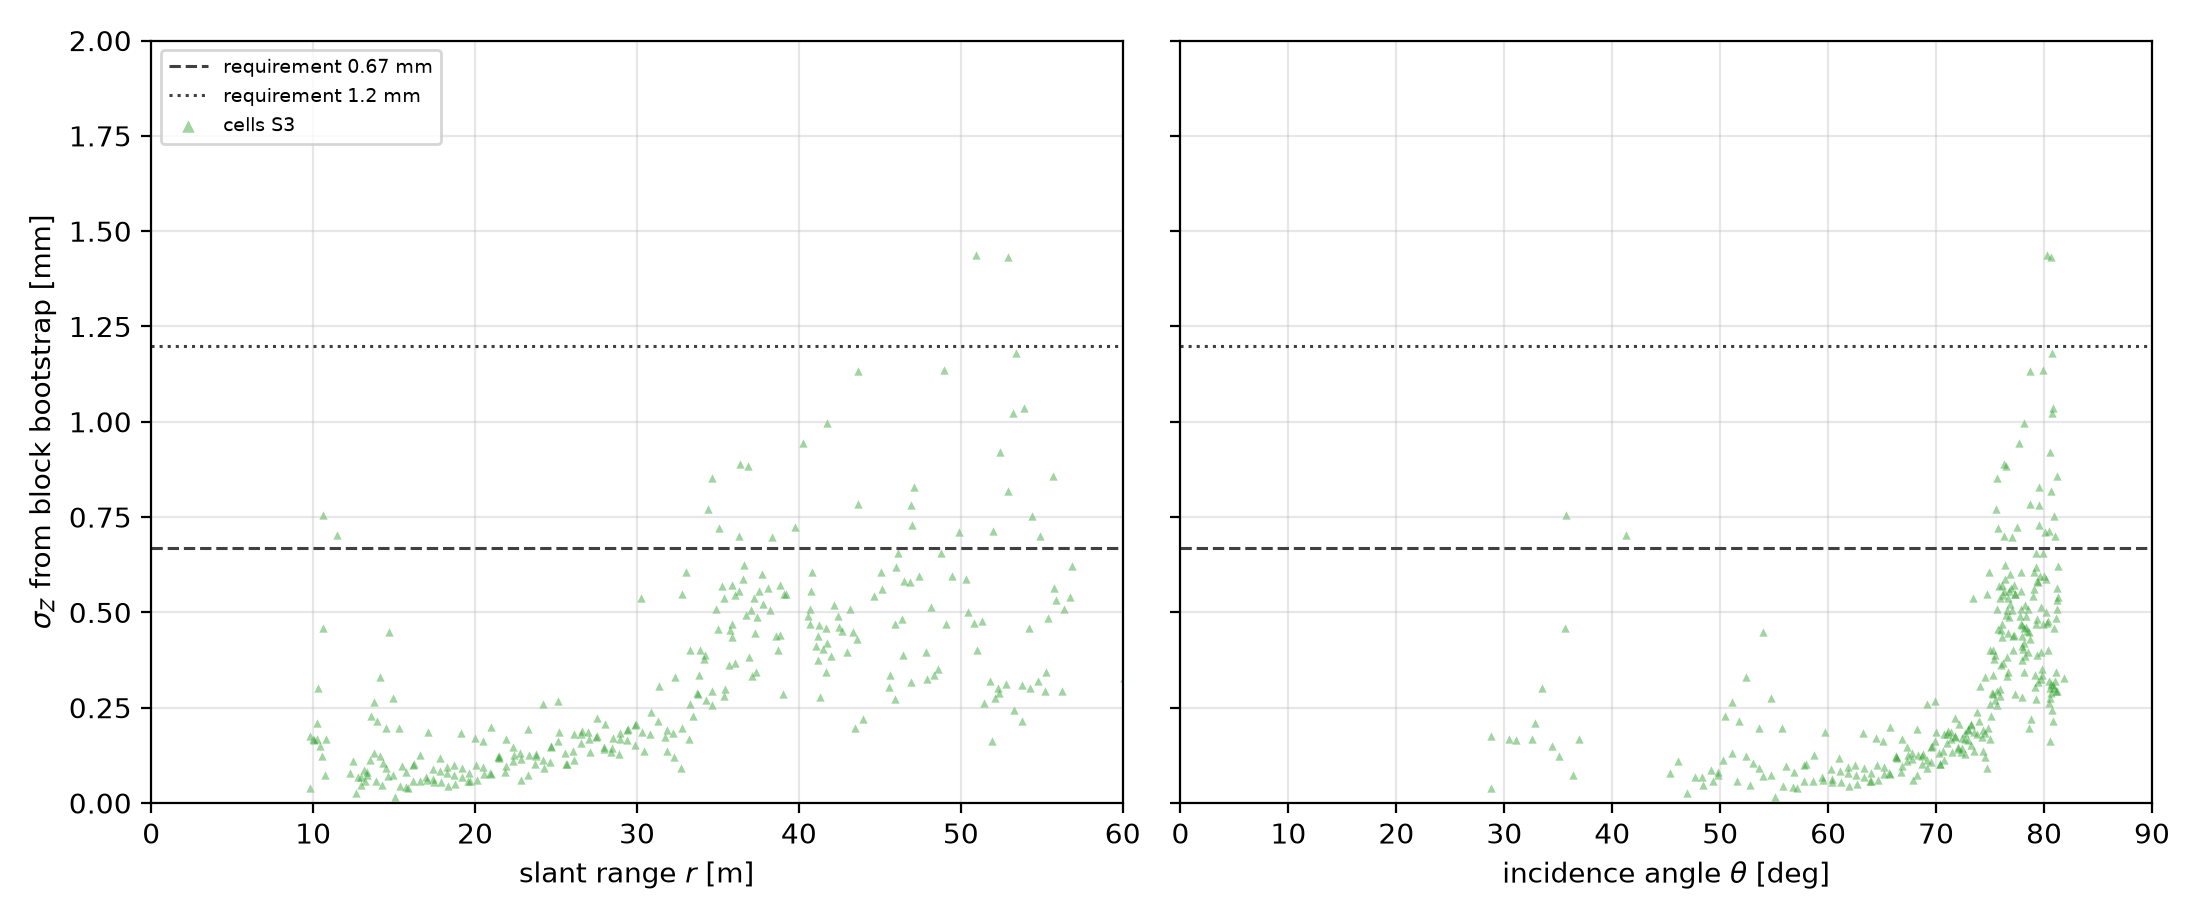 2.00
1.75
1.50
1.25
1.00
0.75
0.50
0.25
0.00
σZ from block bootstrap [mm]
requirement 0.67 mm
requirement 1.2 mm
cells S3
0 10 20 30 40 50 60
slant range r [m]
0 10 20 30 40 50 60 70 80 90
incidence angle θ [deg]